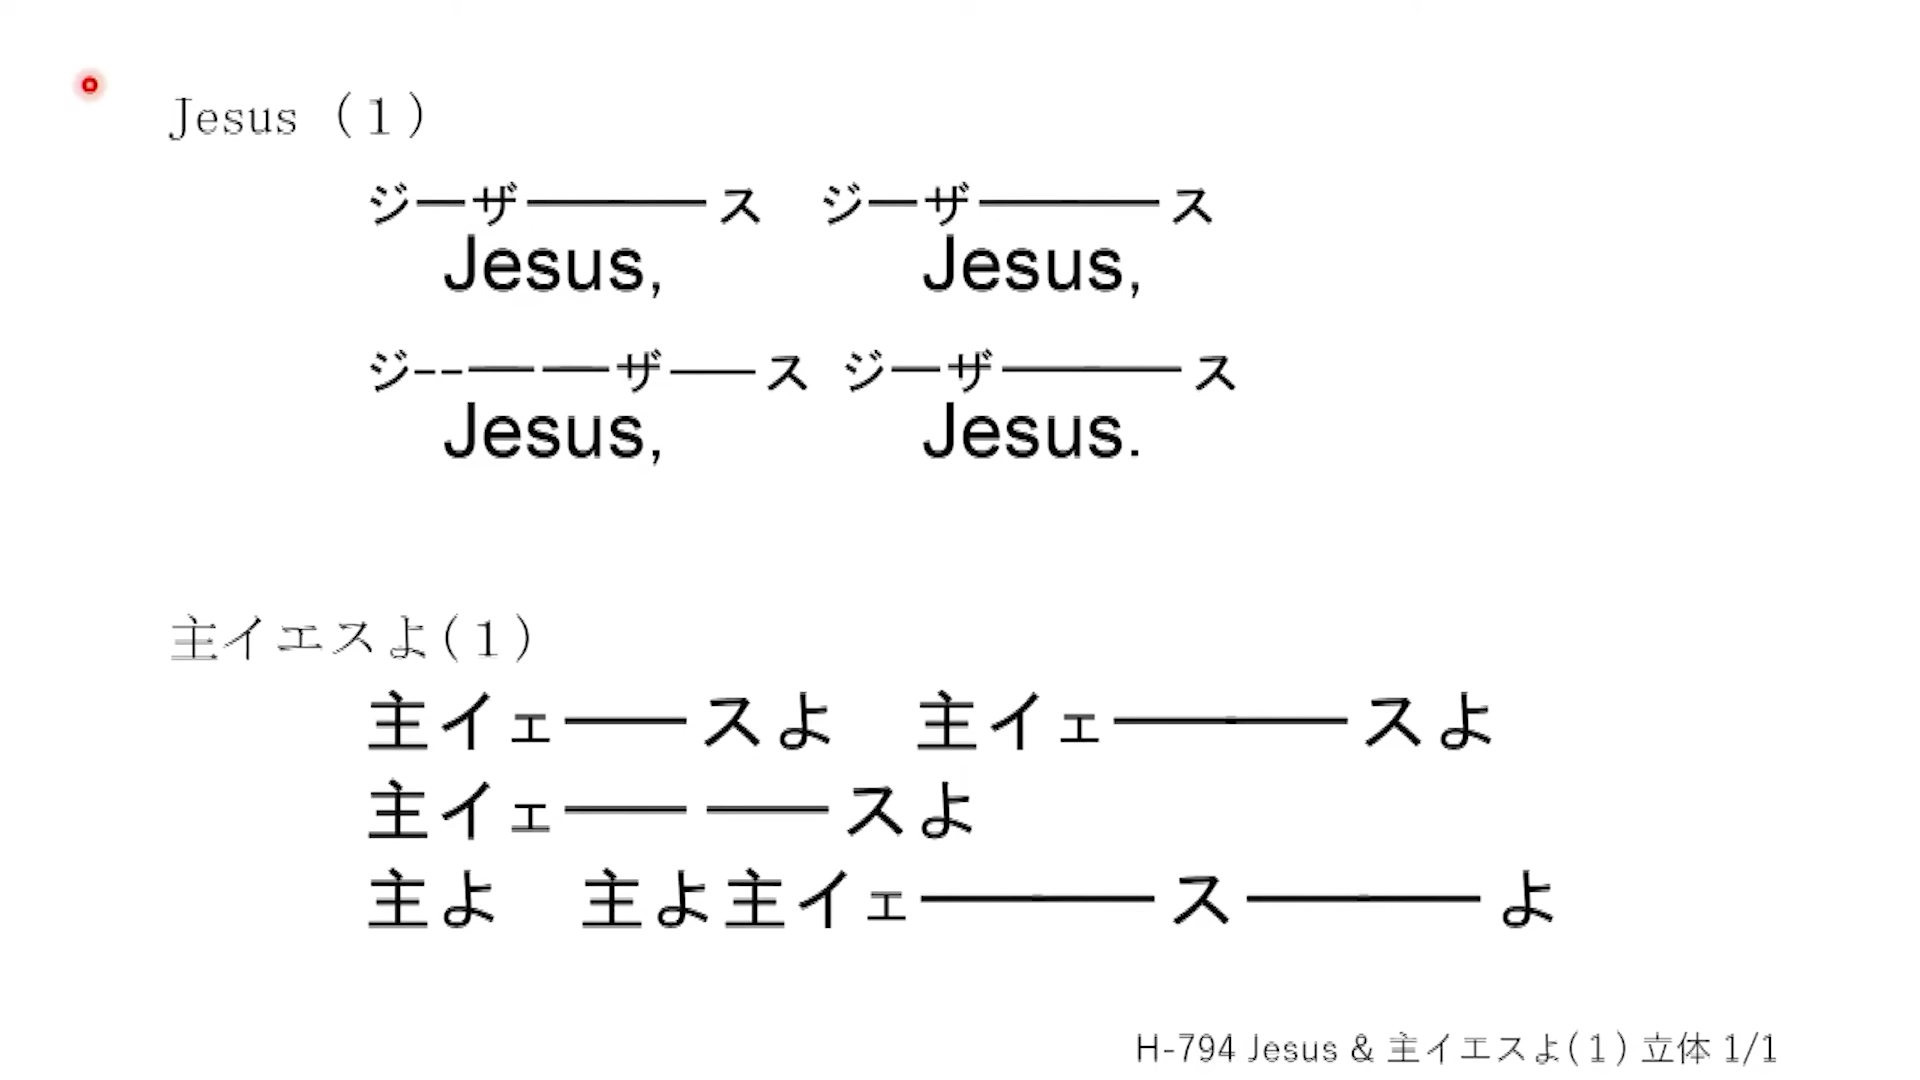 Jesus (1)
ジーザ――――ス　ジーザ――――ス
Jesus, Jesus,
ジ--― ―ザ――ス ジーザ――――ス
Jesus, Jesus.
主イエスよ(1)
主イェ――スよ　主イェ――――スよ
主イェ―― ――スよ
主よ　主よ主イェ――――ス――――よ
H-794 Jesus & 主イエスよ(1) 立体 1/1